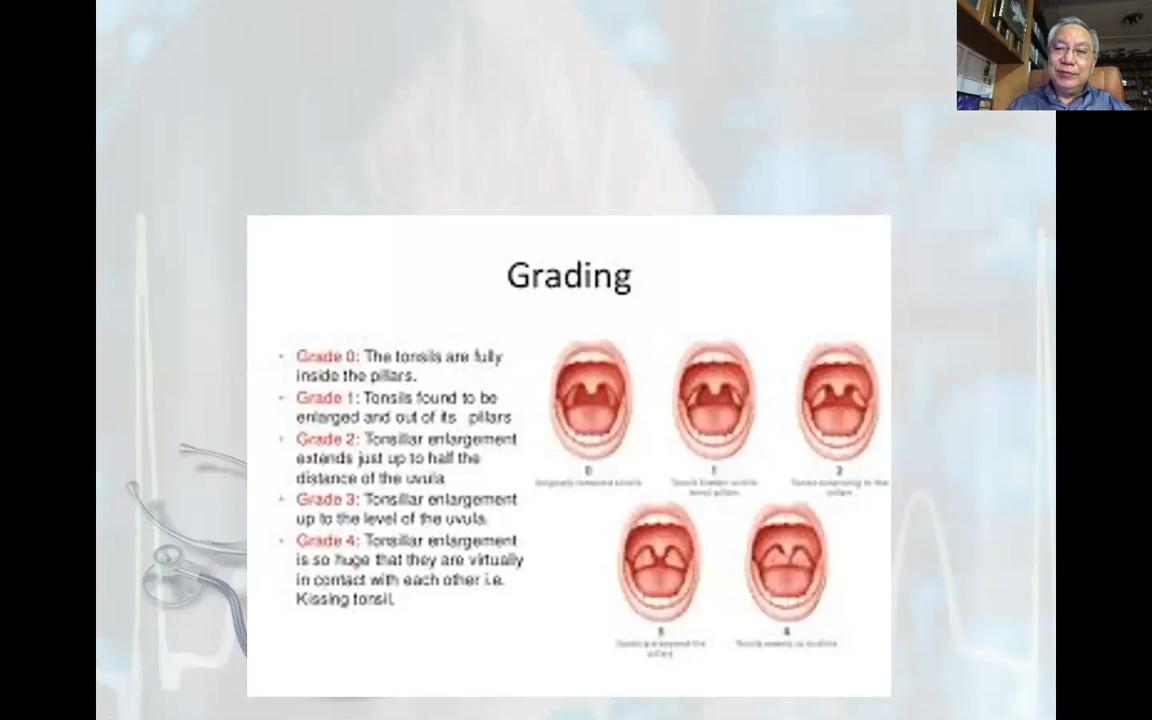 Grading
Grade 0: The tonsils are fully
inside the pillars.
Grade 1: Tonsils found to be
enlarged and out of its pillars
Grade 2: Tonsillar enlargement
extends just up to half the
distance of the uvula
Grade 3: Tonsillar enlargement
up to the level of the uvula.
Grade 4: Tonsillar enlargement
is so huge that they are virtually
in contact with each other i.e.
Kissing tonsil.
0
1
2
3
4